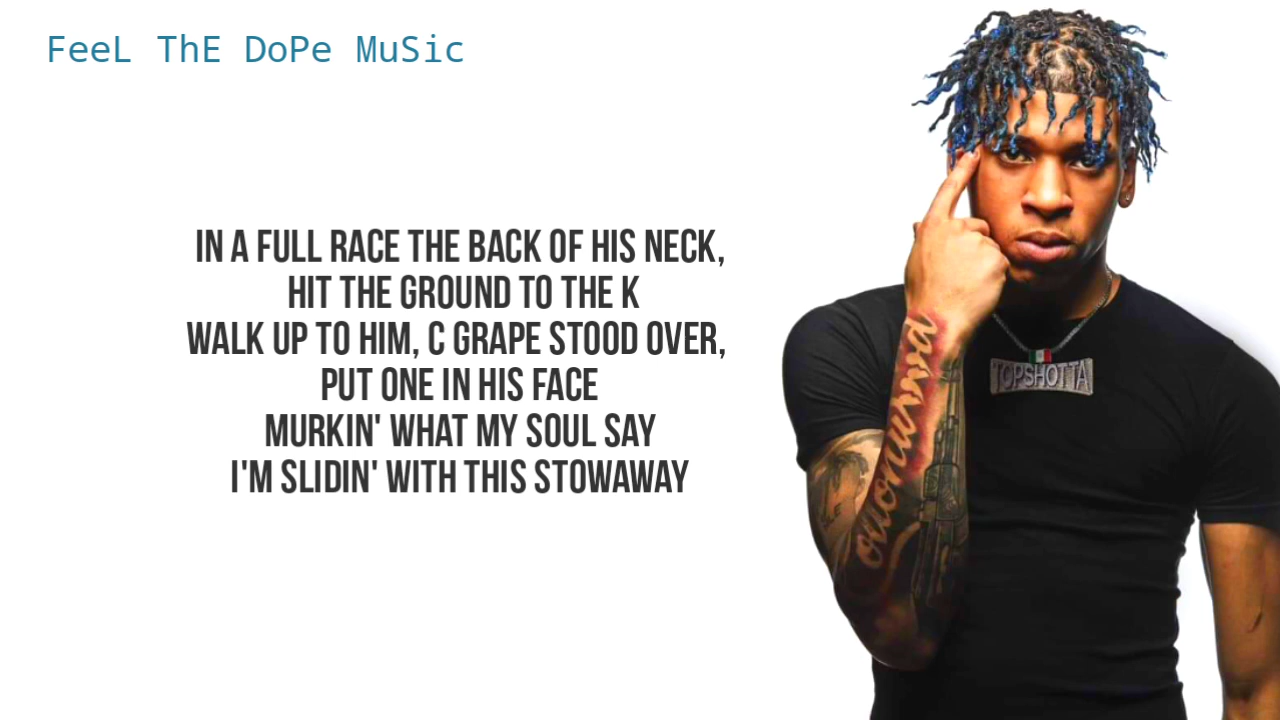 FeeL ThE DoPe MuSic
IN A FULL RACE THE BACK OF HIS NECK,
HIT THE GROUND TO THE K
WALK UP TO HIM, C GRAPE STOOD OVER,
PUT ONE IN HIS FACE
MURKIN' WHAT MY SOUL SAY
I'M SLIDIN' WITH THIS STOWAWAY
TOPSHOTTA